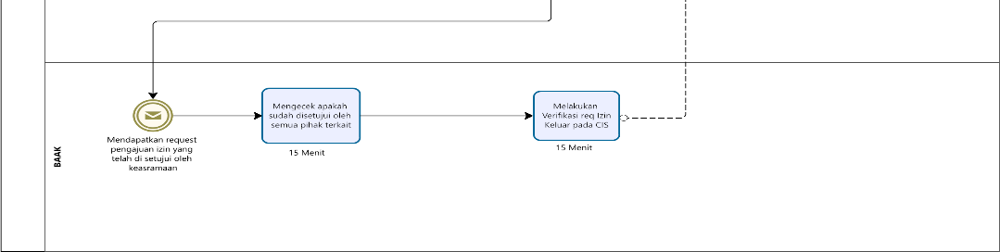 BAAK
Mendapatkan request
pengajuan izin yang
telah di setujui oleh
keasramaan
Mengecek apakah
sudah disetujui oleh
semua pihak terkait
15 Menit
Melakukan
Verifikasi req Izin
Keluar pada CIS
15 Menit